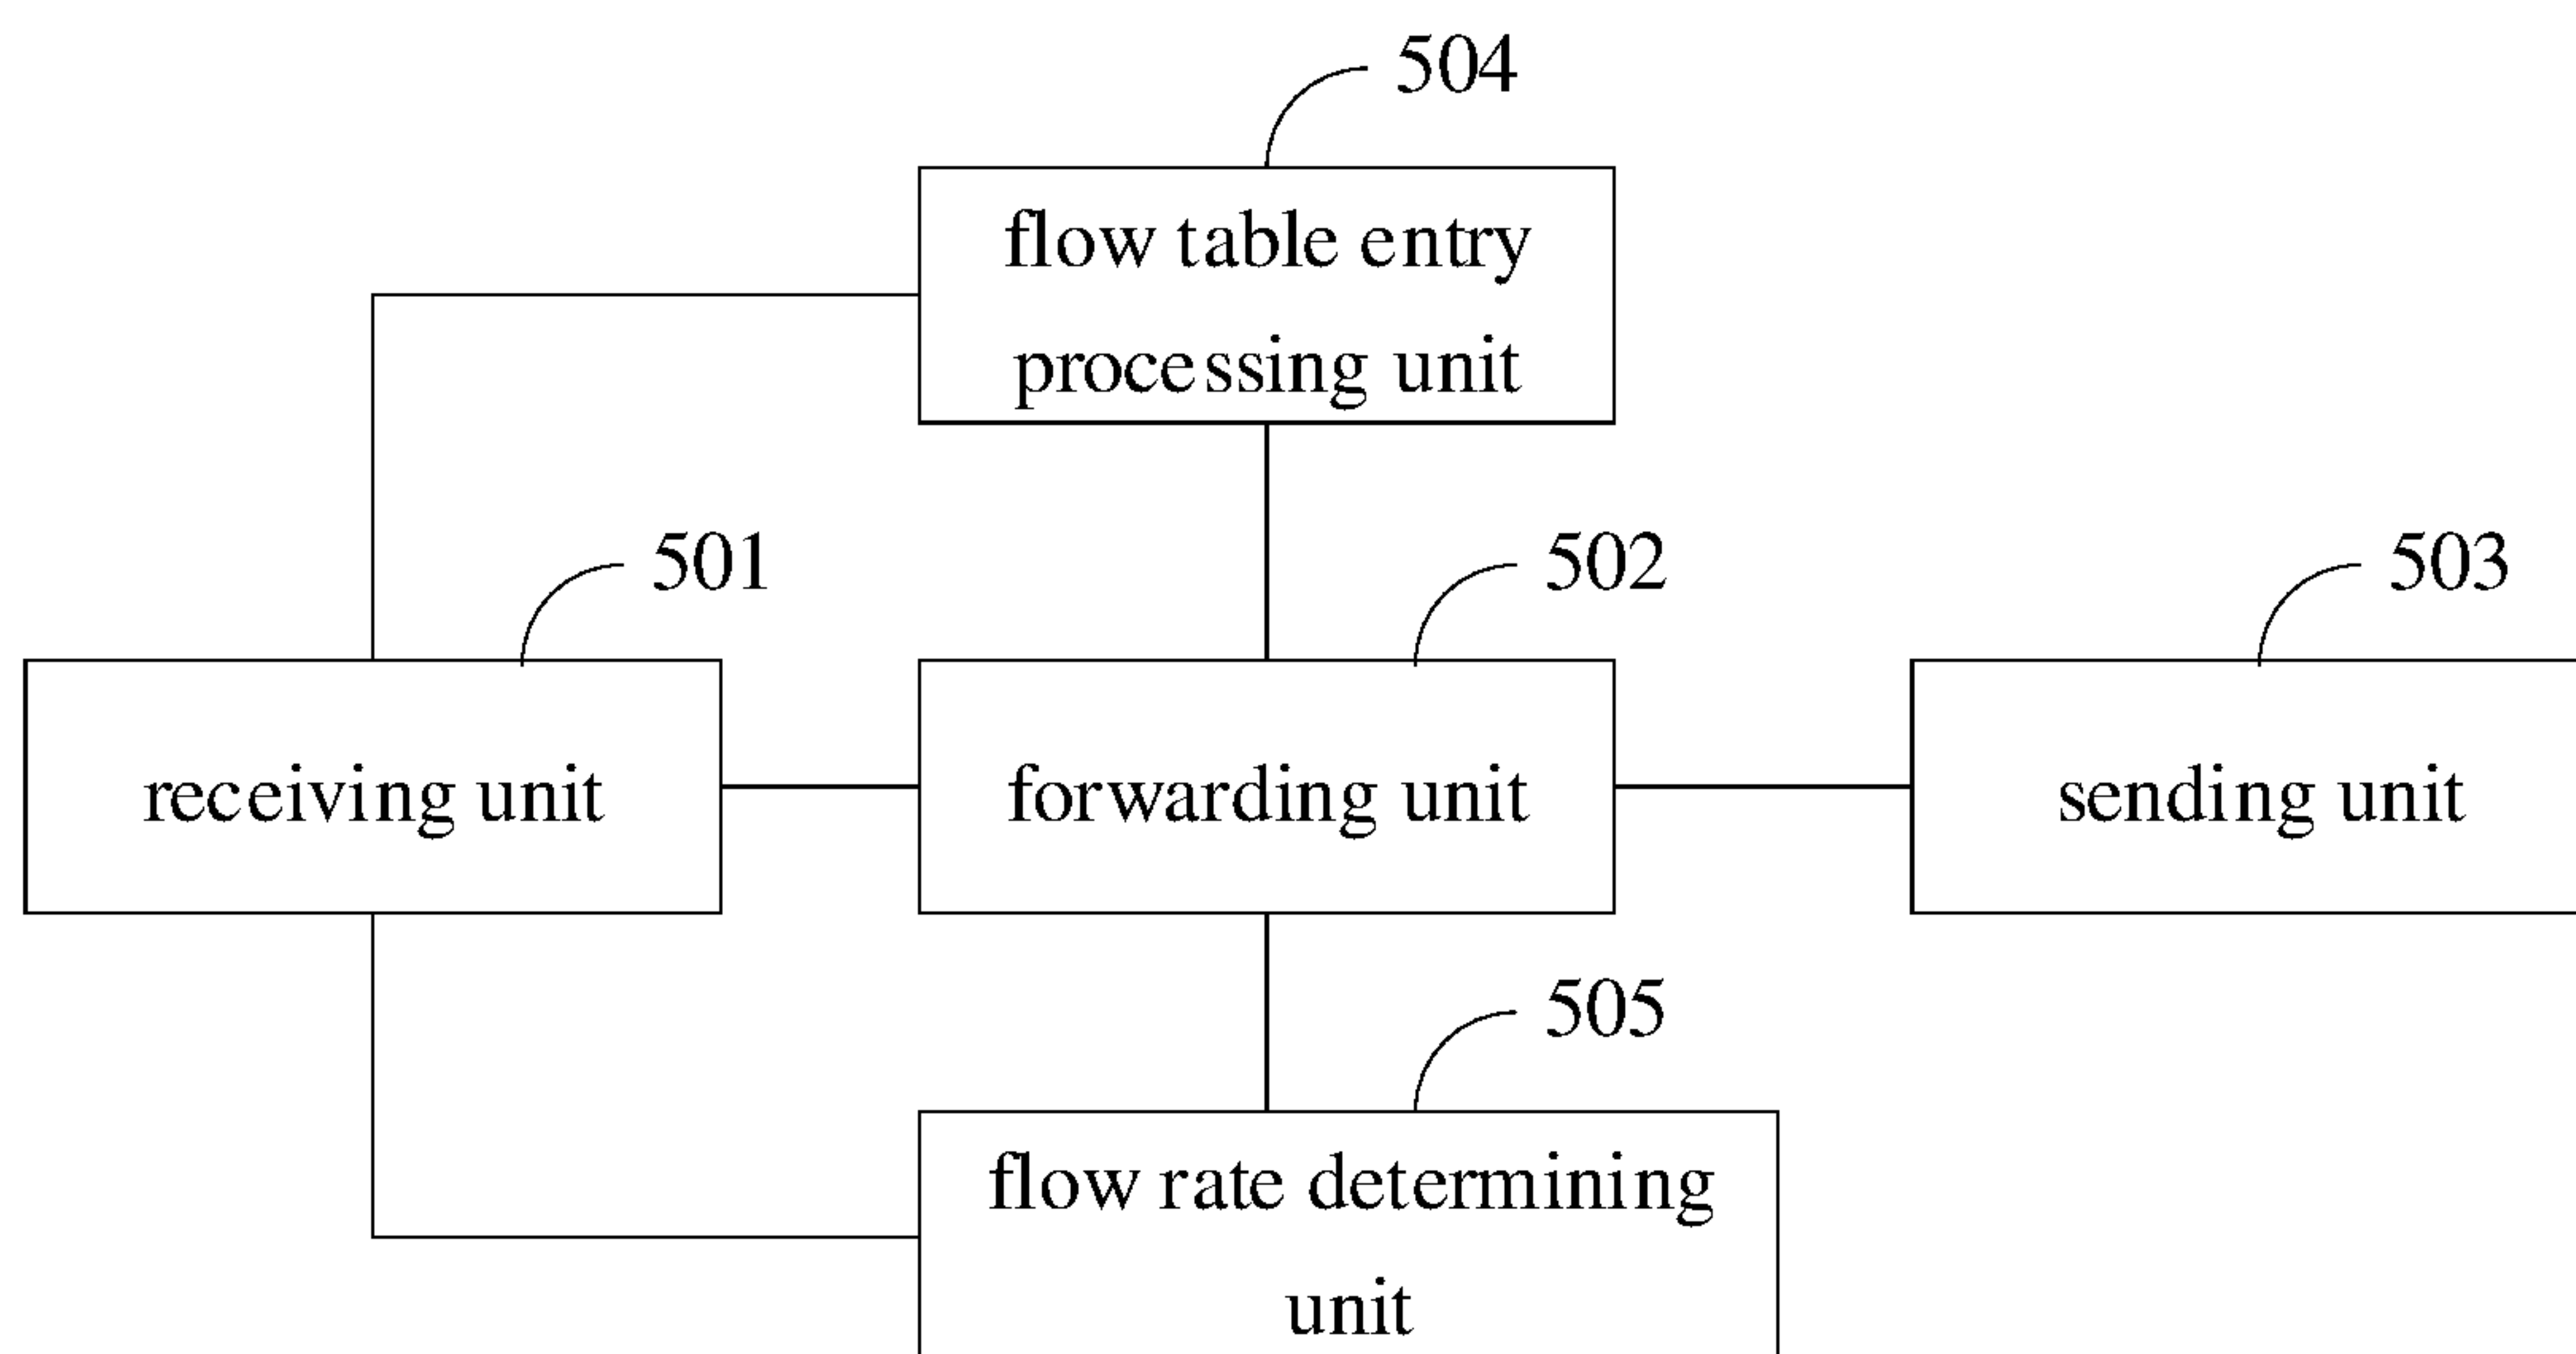 504
flow table entry
processing unit
501
502
503
receiving unit
forwarding unit
sending unit
505
flow rate determining
unit